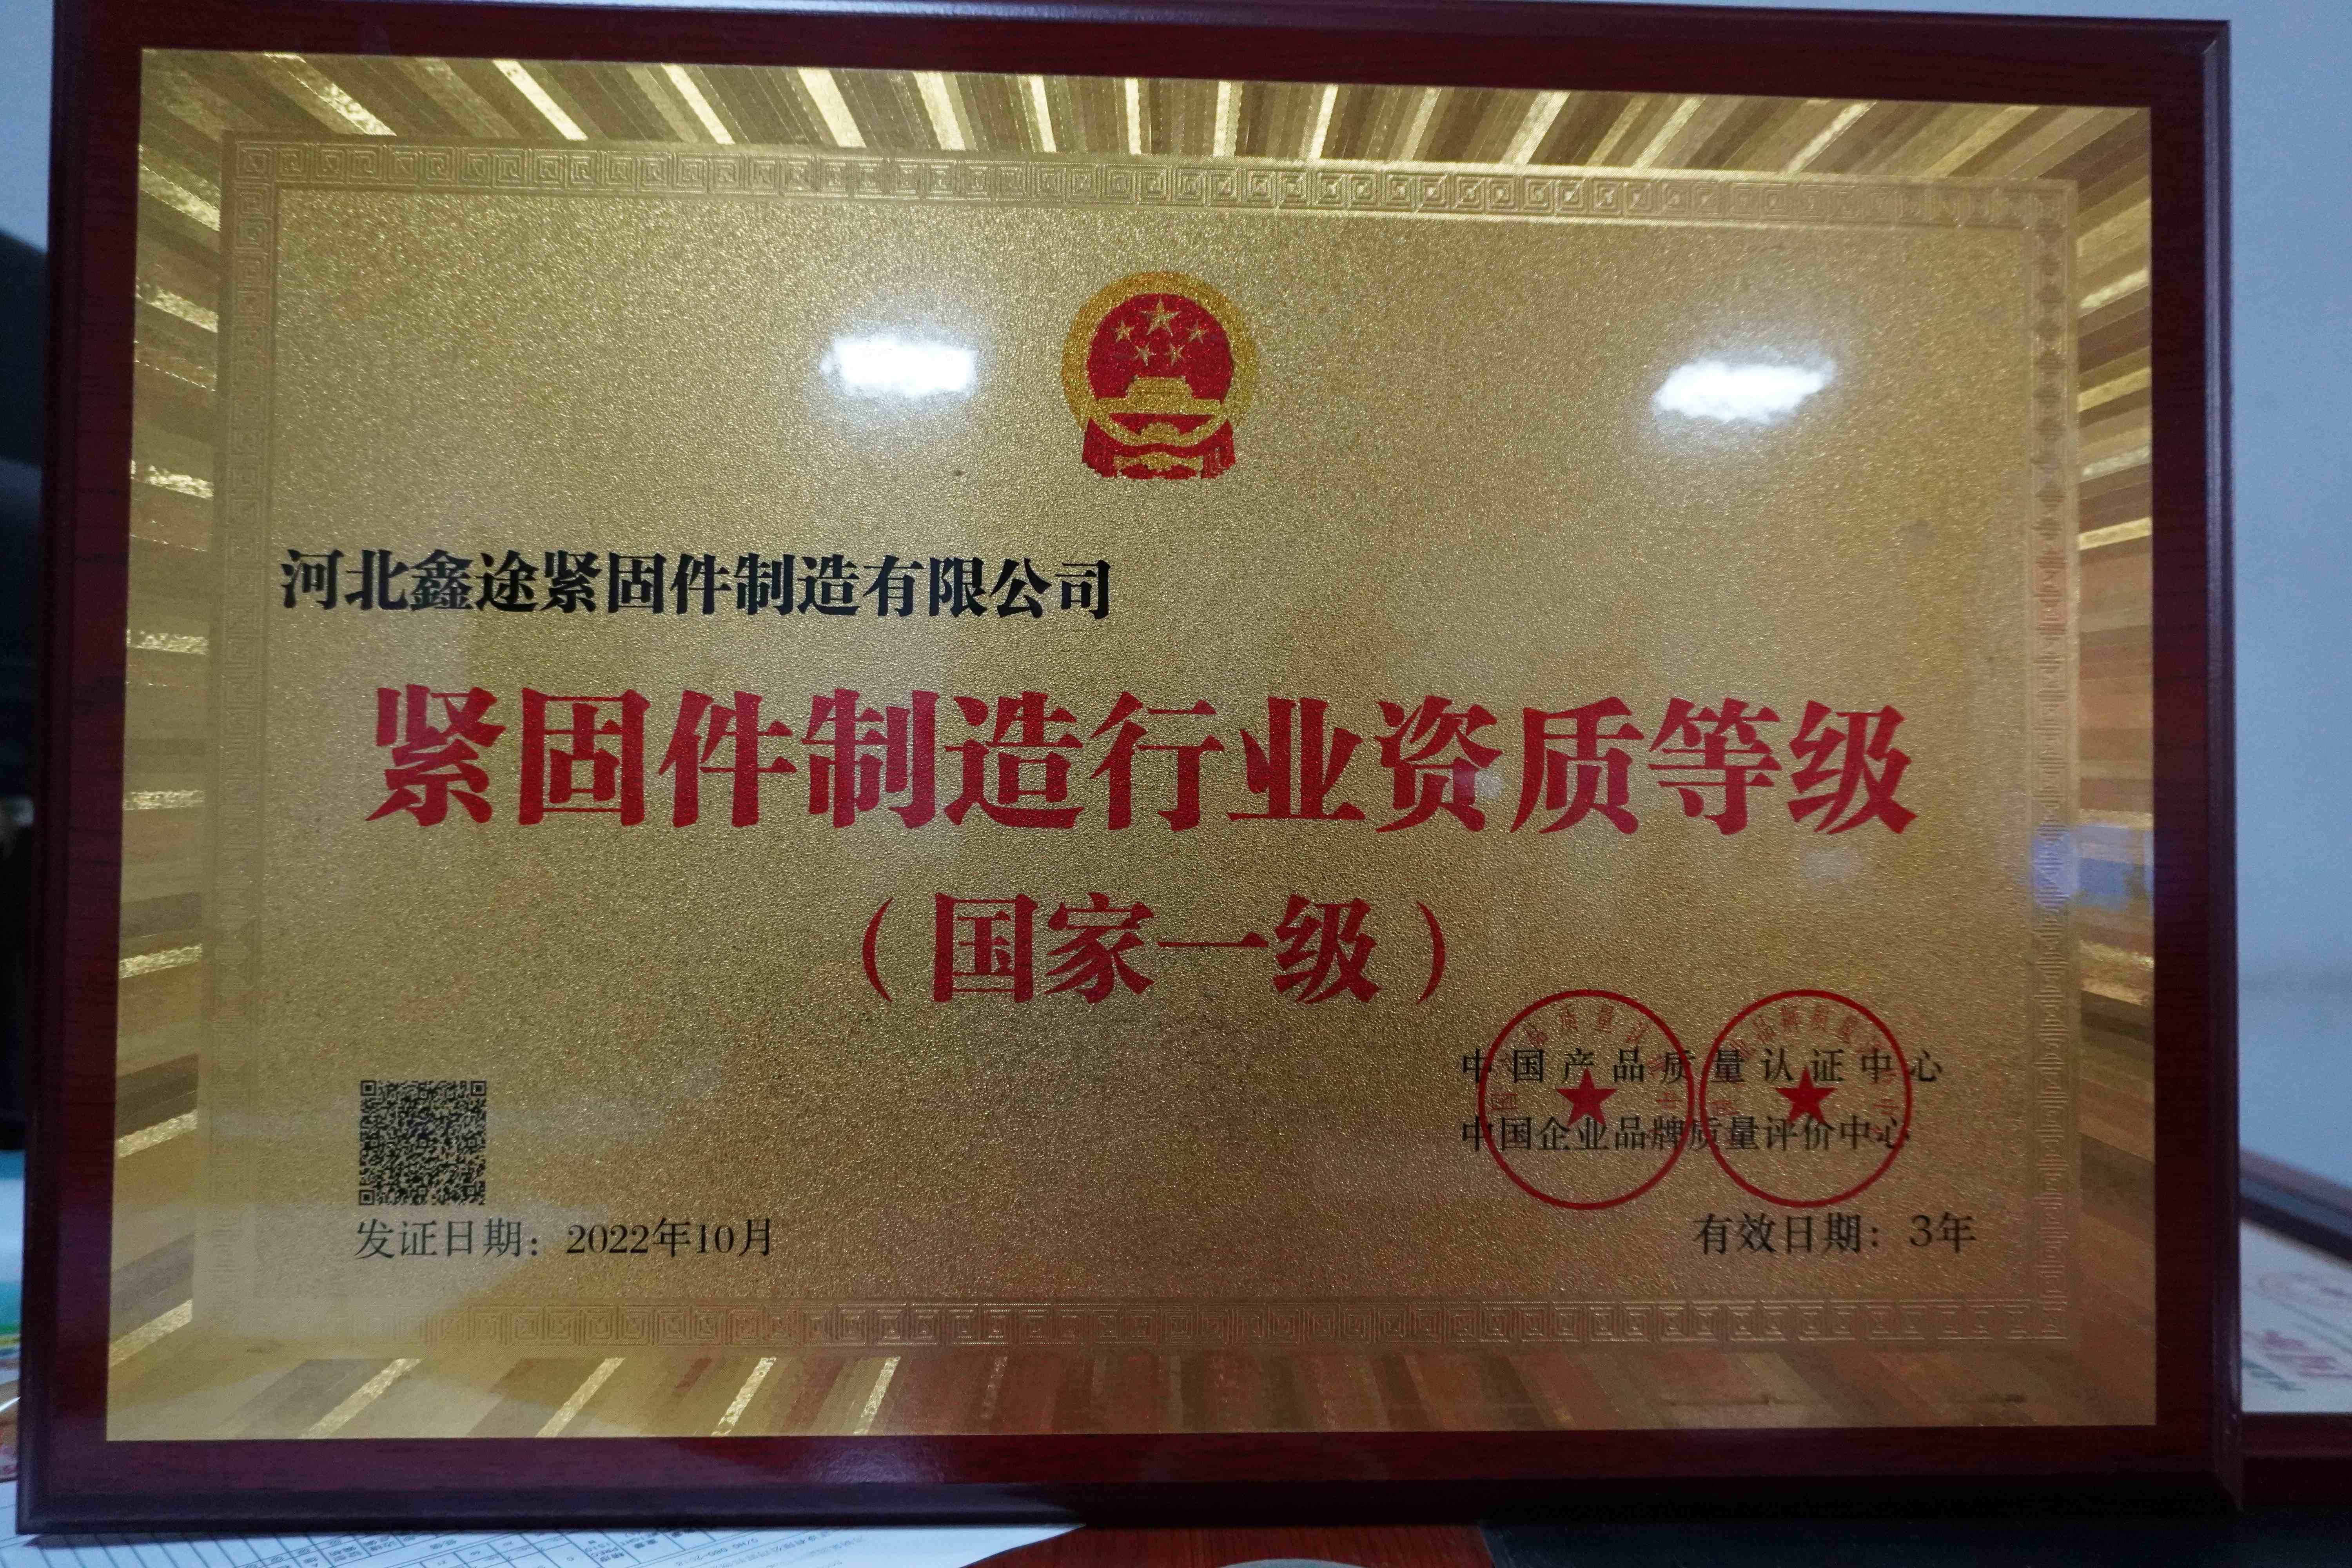 河北鑫途紧固件制造有限公司
紧固件制造行业资质等级
（国家一级）
中国产品质量认证中心
中国企业品牌质量评价中心
发证日期：2022年10月
有效日期：3年